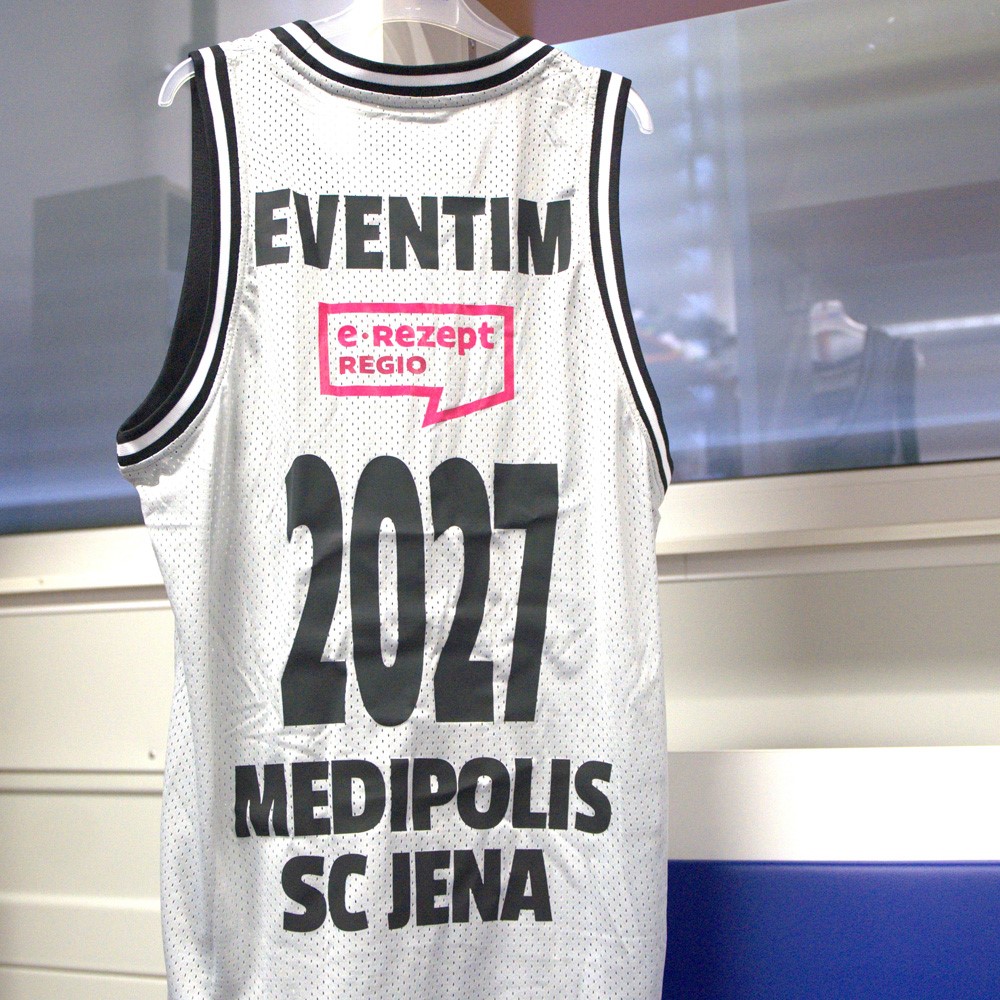 EVENTIM
e·Rezept
REGIO
2027
MEDIPOLIS
SC JENA